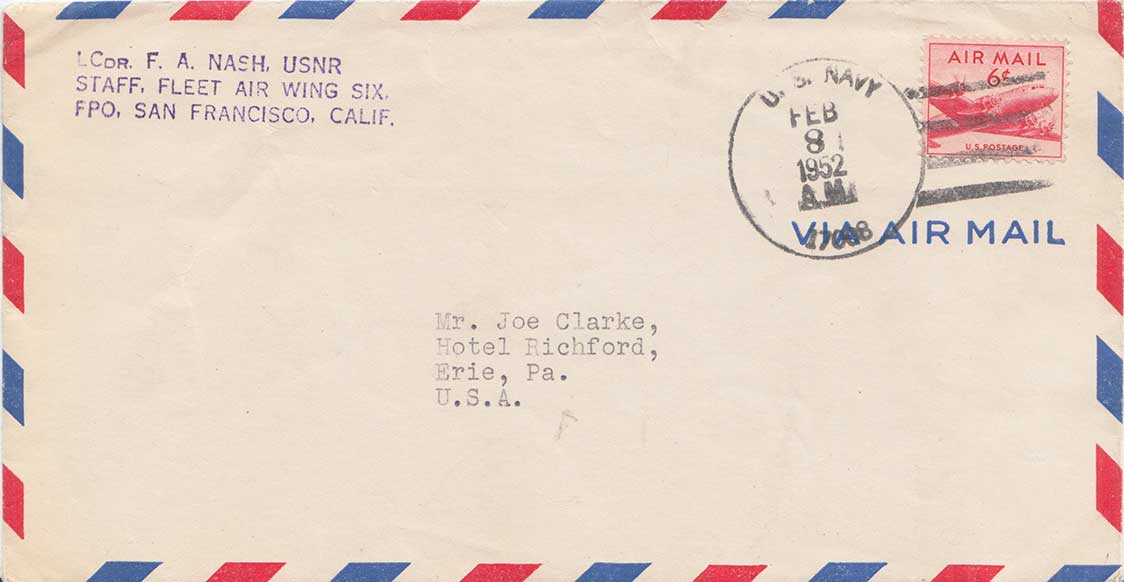 LCDR. F. A. NASH, USNR
STAFF, FLEET AIR WING SIX,
FPO, SAN FRANCISCO, CALIF.
U. S. NAVY
FEB
8
1952
A.M.
AIR MAIL
6¢
U.S. POSTAGE
VIA AIR MAIL
Mr. Joe Clarke,
Hotel Richford,
Erie, Pa.
U.S.A.